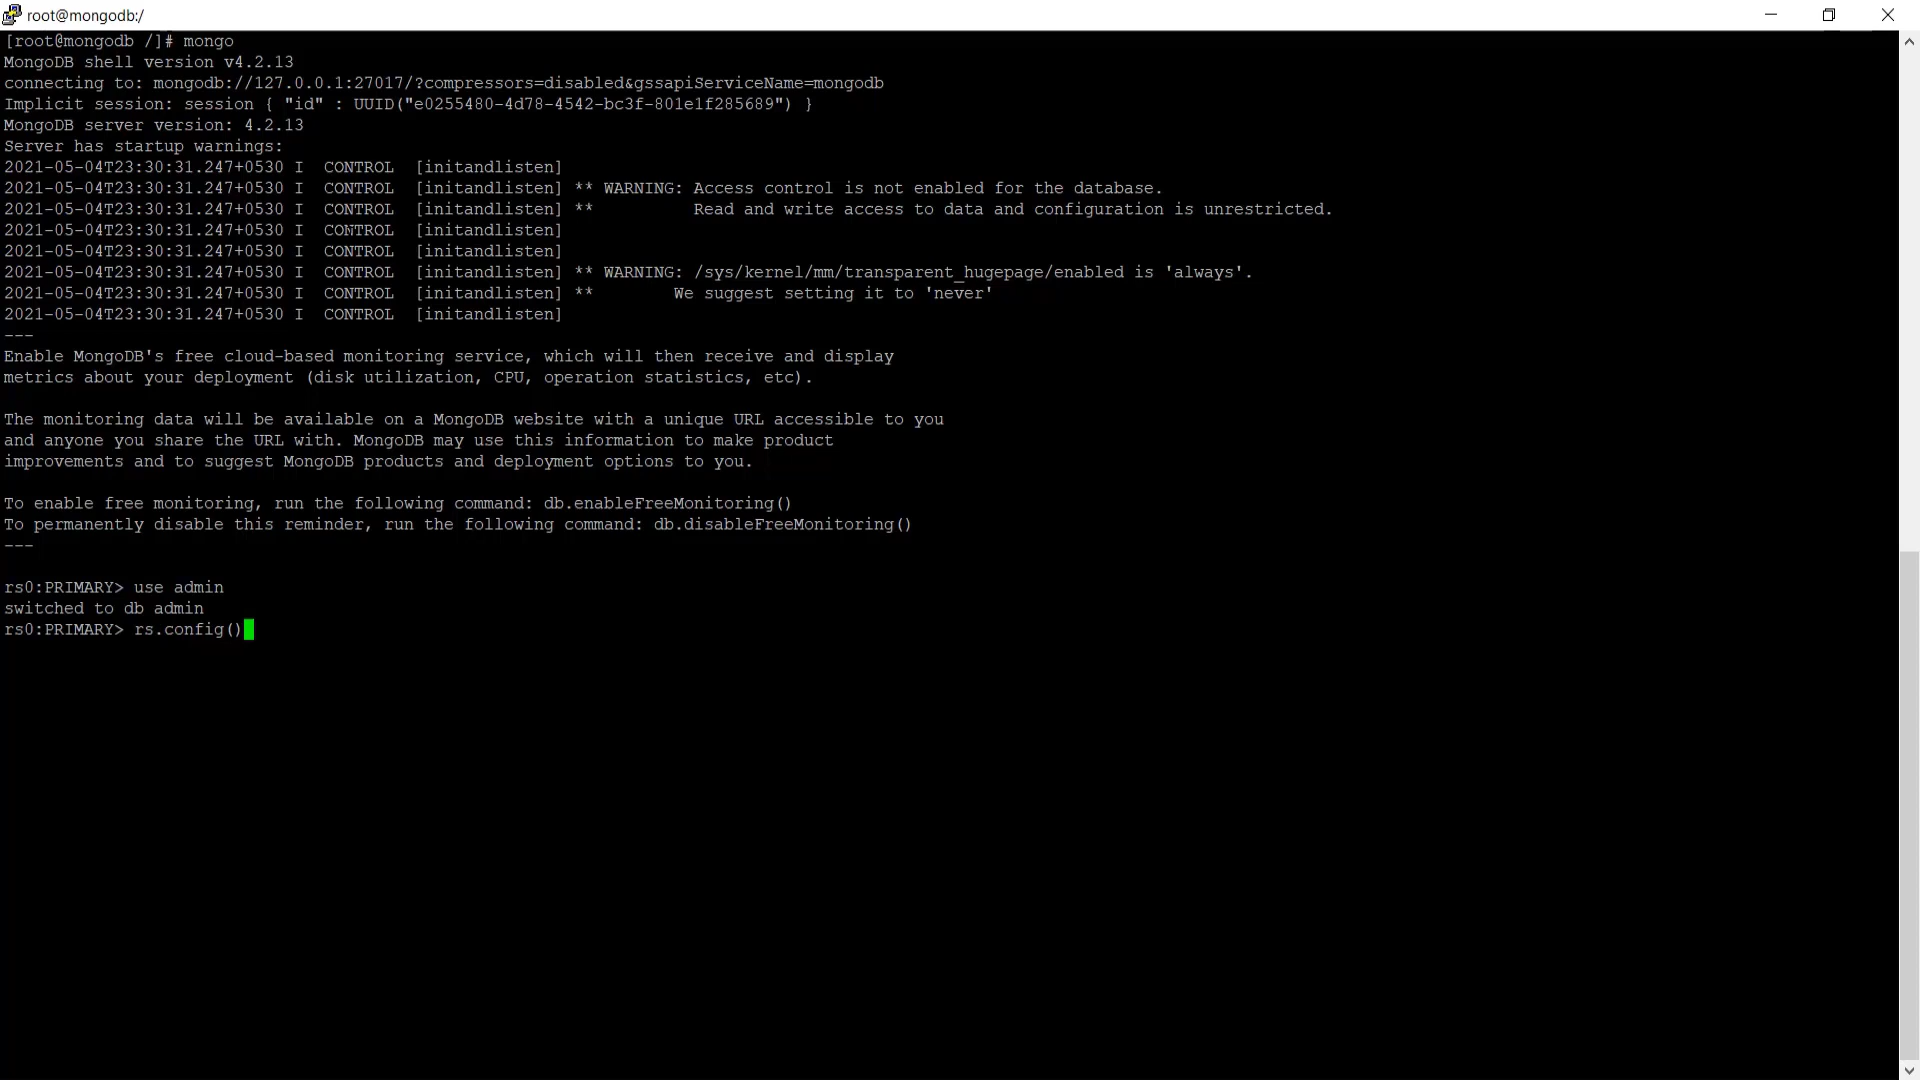 root@mongodb:/
[root@mongodb /]# mongo
MongoDB shell version v4.2.13
connecting to: mongodb://127.0.0.1:27017/?compressors=disabled&gssapiServiceName=mongodb
Implicit session: session { "id" : UUID("e0255480-4d78-4542-bc3f-801e1f285689") }
MongoDB server version: 4.2.13
Server has startup warnings:
2021-05-04T23:30:31.247+0530 I  CONTROL  [initandlisten]
2021-05-04T23:30:31.247+0530 I  CONTROL  [initandlisten] ** WARNING: Access control is not enabled for the database.
2021-05-04T23:30:31.247+0530 I  CONTROL  [initandlisten] **          Read and write access to data and configuration is unrestricted.
2021-05-04T23:30:31.247+0530 I  CONTROL  [initandlisten]
2021-05-04T23:30:31.247+0530 I  CONTROL  [initandlisten]
2021-05-04T23:30:31.247+0530 I  CONTROL  [initandlisten] ** WARNING: /sys/kernel/mm/transparent_hugepage/enabled is 'always'.
2021-05-04T23:30:31.247+0530 I  CONTROL  [initandlisten] **        We suggest setting it to 'never'
2021-05-04T23:30:31.247+0530 I  CONTROL  [initandlisten]
---
Enable MongoDB's free cloud-based monitoring service, which will then receive and display
metrics about your deployment (disk utilization, CPU, operation statistics, etc).
The monitoring data will be available on a MongoDB website with a unique URL accessible to you
and anyone you share the URL with. MongoDB may use this information to make product
improvements and to suggest MongoDB products and deployment options to you.
To enable free monitoring, run the following command: db.enableFreeMonitoring()
To permanently disable this reminder, run the following command: db.disableFreeMonitoring()
---
rs0:PRIMARY> use admin
switched to db admin
rs0:PRIMARY> rs.config()